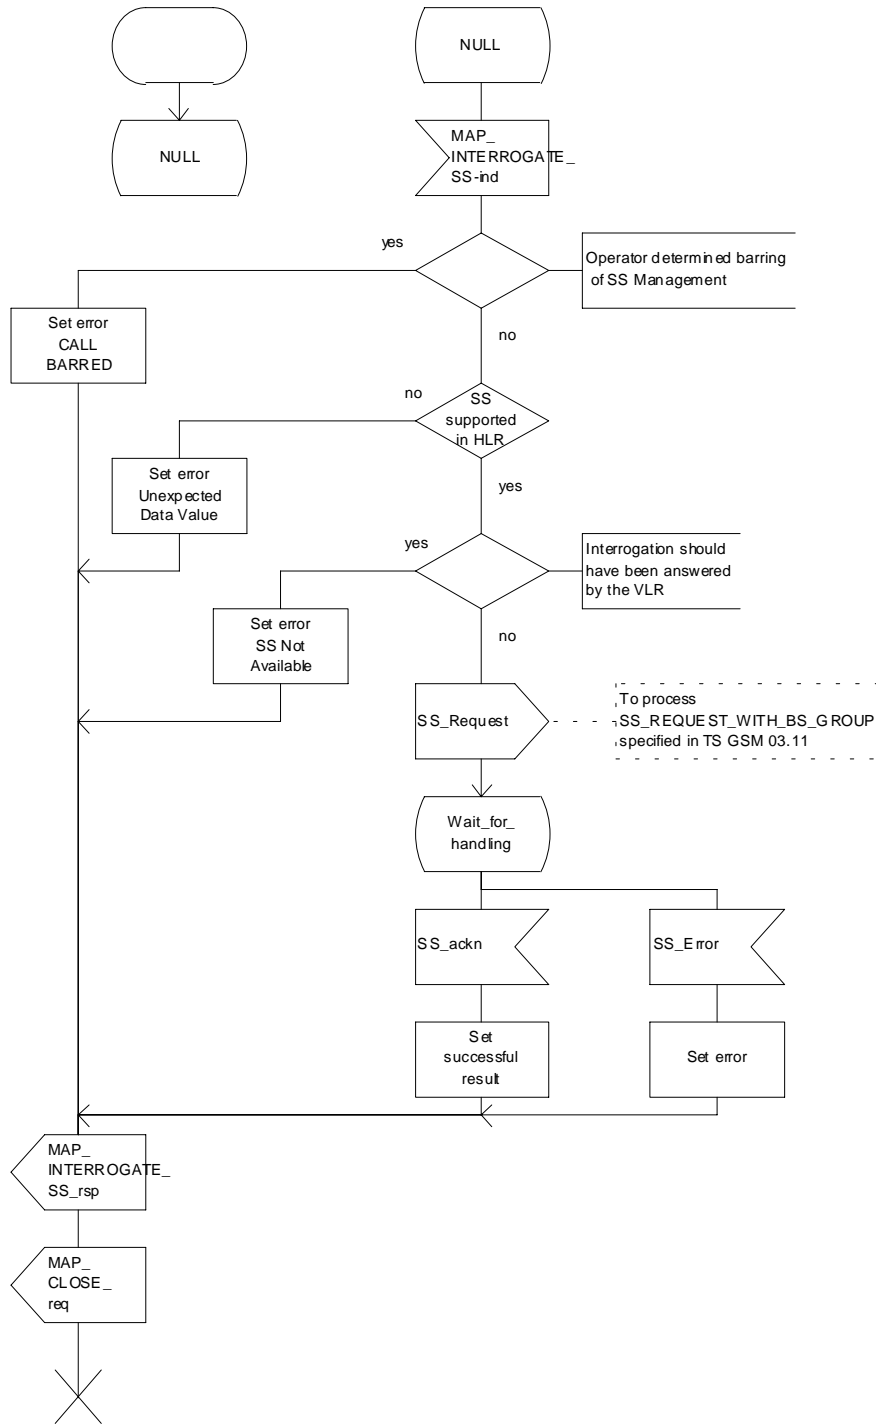 NULL
NULL
MAP_
INTERROGATE_
SS-ind
yes
Operator determined barring
of SS Management
no
Set error
CALL
BARRED
no
SS
supported
in HLR
yes
Set error
Unexpected
Data Value
yes
Interrogation should
have been answered
by the VLR
no
Set error
SS Not
Available
SS_Request
To process
SS_REQUEST_WITH_BS_GROUP
specified in TS GSM 03.11
Wait_for_
handling
SS_ackn
SS_Error
Set
successful
result
Set error
MAP_
INTERROGATE_
SS_rsp
MAP_
CLOSE_
req